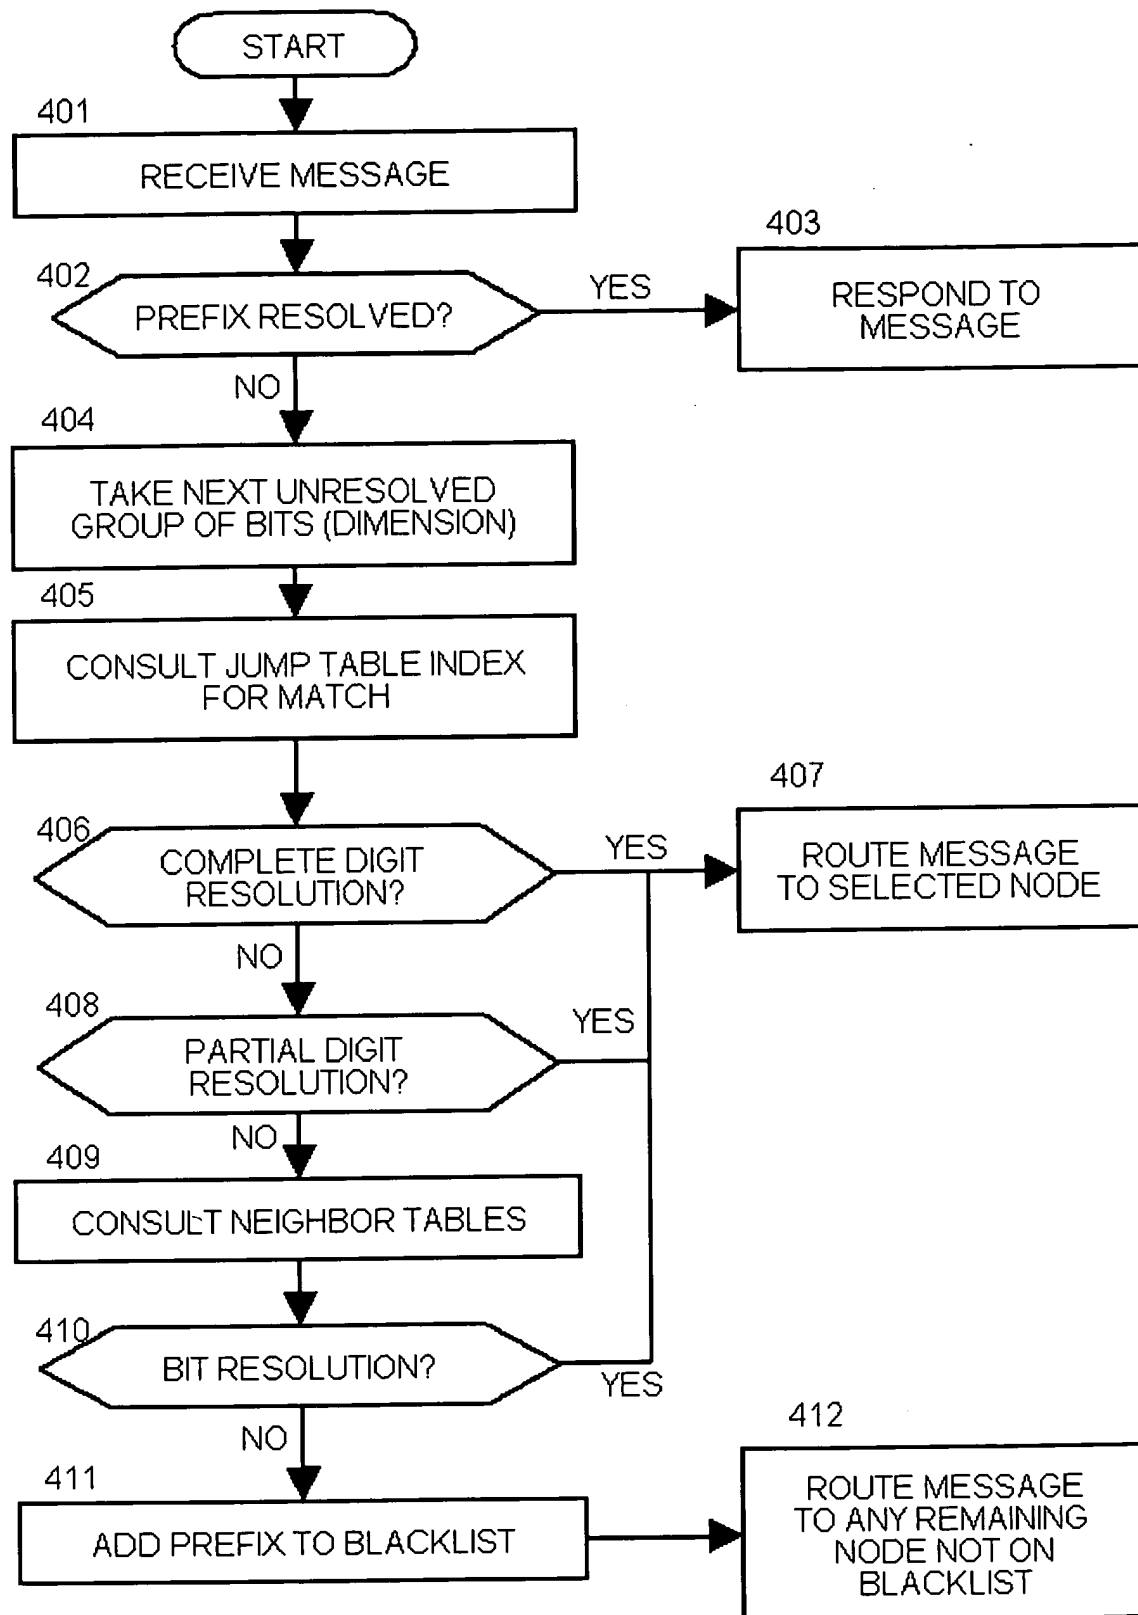 START
401
RECEIVE MESSAGE
402
PREFIX RESOLVED?
YES
403
RESPOND TO
MESSAGE
NO
404
TAKE NEXT UNRESOLVED
GROUP OF BITS (DIMENSION)
405
CONSULT JUMP TABLE INDEX
FOR MATCH
406
COMPLETE DIGIT
RESOLUTION?
YES
407
ROUTE MESSAGE
TO SELECTED NODE
NO
408
PARTIAL DIGIT
RESOLUTION?
YES
NO
409
CONSULT NEIGHBOR TABLES
410
BIT RESOLUTION?
YES
NO
411
ADD PREFIX TO BLACKLIST
412
ROUTE MESSAGE
TO ANY REMAINING
NODE NOT ON
BLACKLIST